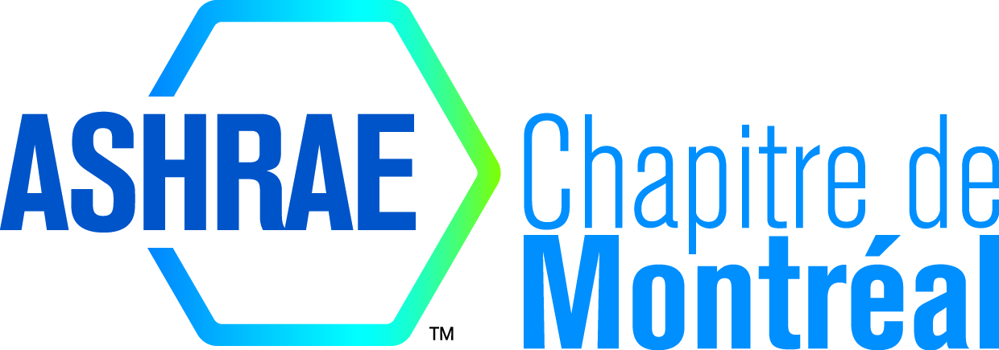 ASHRAE
TM
Chapitre de
Montréal